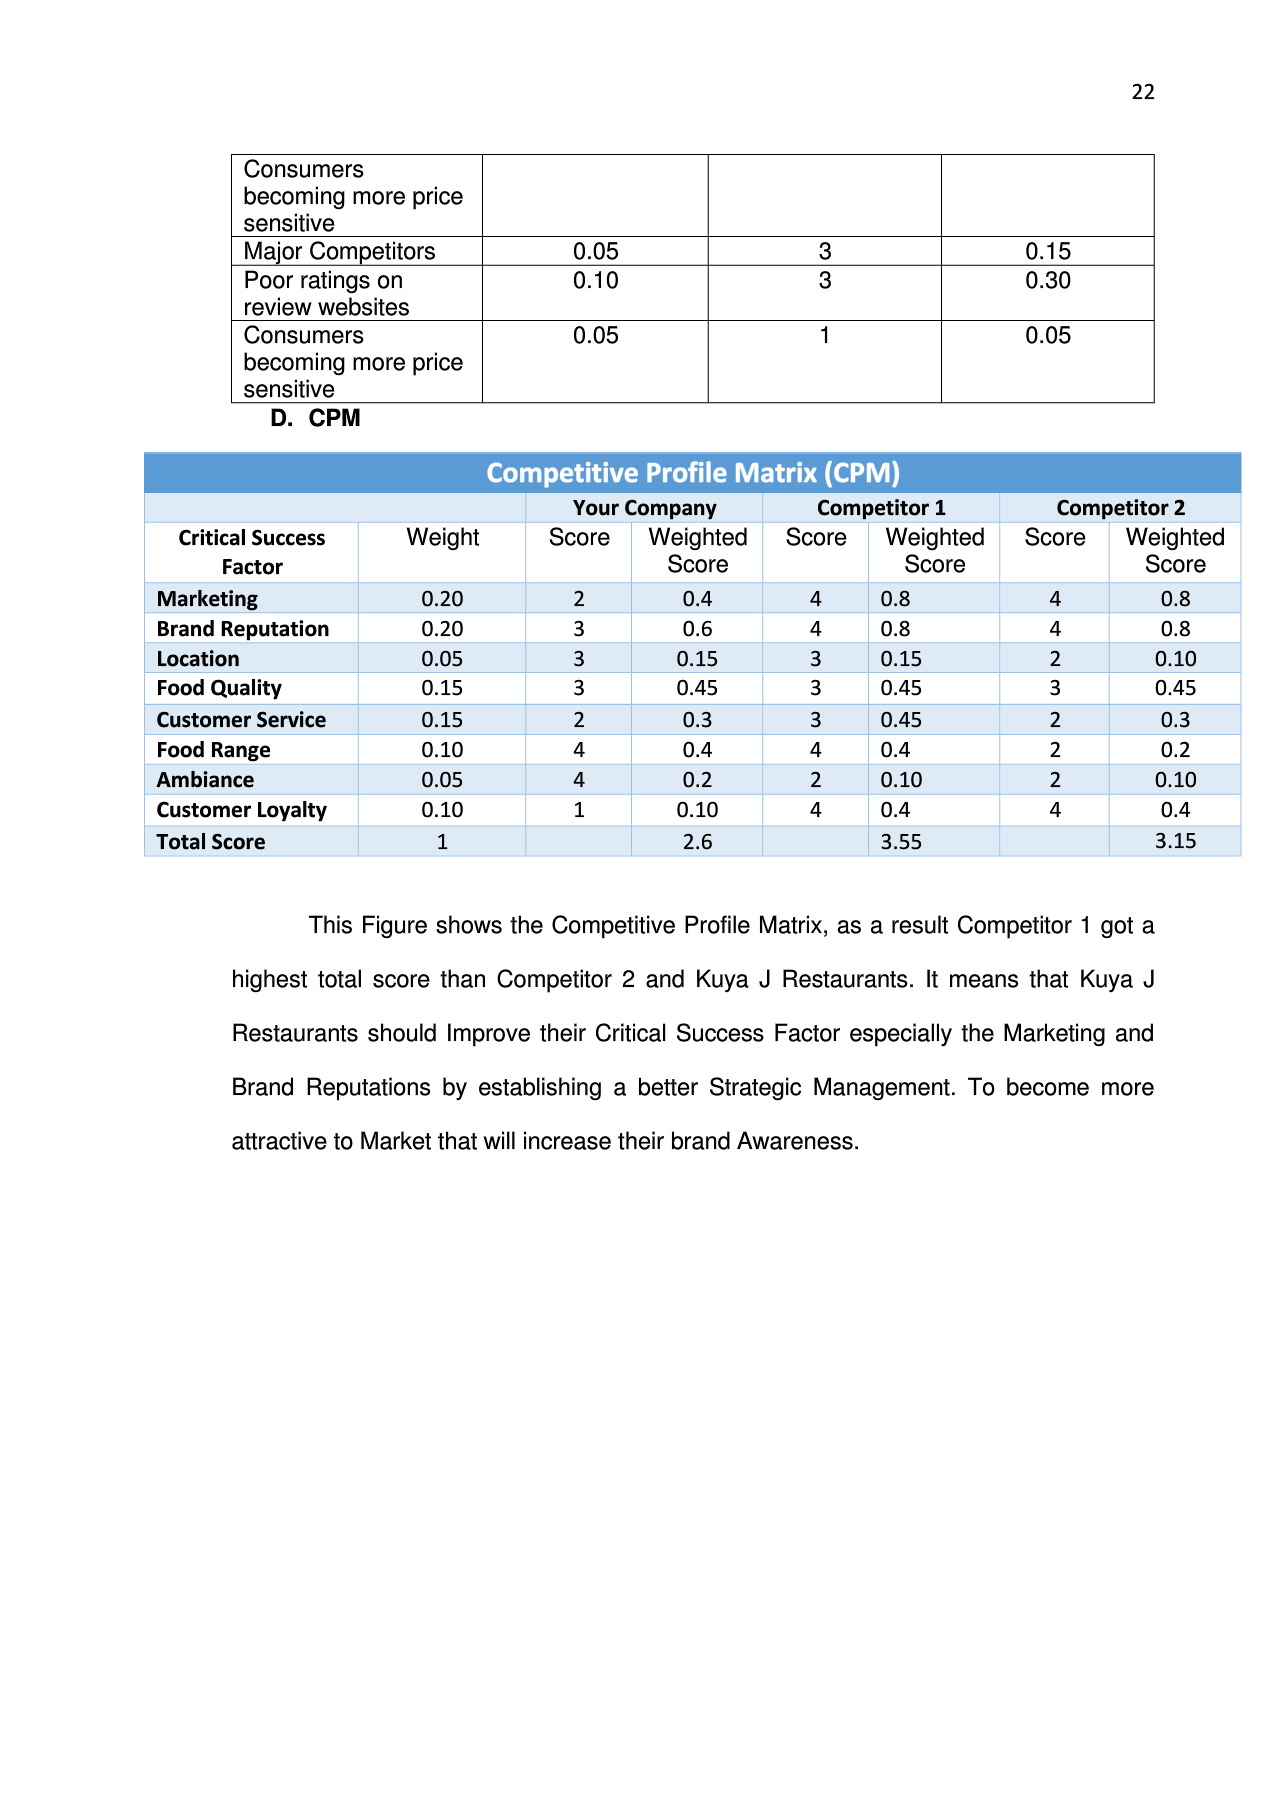 22
Consumers
becoming more price
sensitive
Major Competitors 0.05 3 0.15
Poor ratings on 0.10 3 0.30
review websites
Consumers 0.05 1 0.05
becoming more price
sensitive
D. CPM
Competitive Profile Matrix (CPM)
Your Company Competitor 1 Competitor 2
Critical Success Weight Score Weighted Score Weighted Score Weighted
Factor Score Score Score
Marketing 0.20 2 0.4 4 0.8 4 0.8
Brand Reputation 0.20 3 0.6 4 0.8 4 0.8
Location 0.05 3 0.15 3 0.15 2 0.10
Food Quality 0.15 3 0.45 3 0.45 3 0.45
Customer Service 0.15 2 0.3 3 0.45 2 0.3
Food Range 0.10 4 0.4 4 0.4 2 0.2
Ambiance 0.05 4 0.2 2 0.10 2 0.10
Customer Loyalty 0.10 1 0.10 4 0.4 4 0.4
Total Score 1 2.6 3.55 3.15
This Figure shows the Competitive Profile Matrix, as a result Competitor 1 got a
highest total score than Competitor 2 and Kuya J Restaurants. It means that Kuya J
Restaurants should Improve their Critical Success Factor especially the Marketing and
Brand Reputations by establishing a better Strategic Management. To become more
attractive to Market that will increase their brand Awareness.